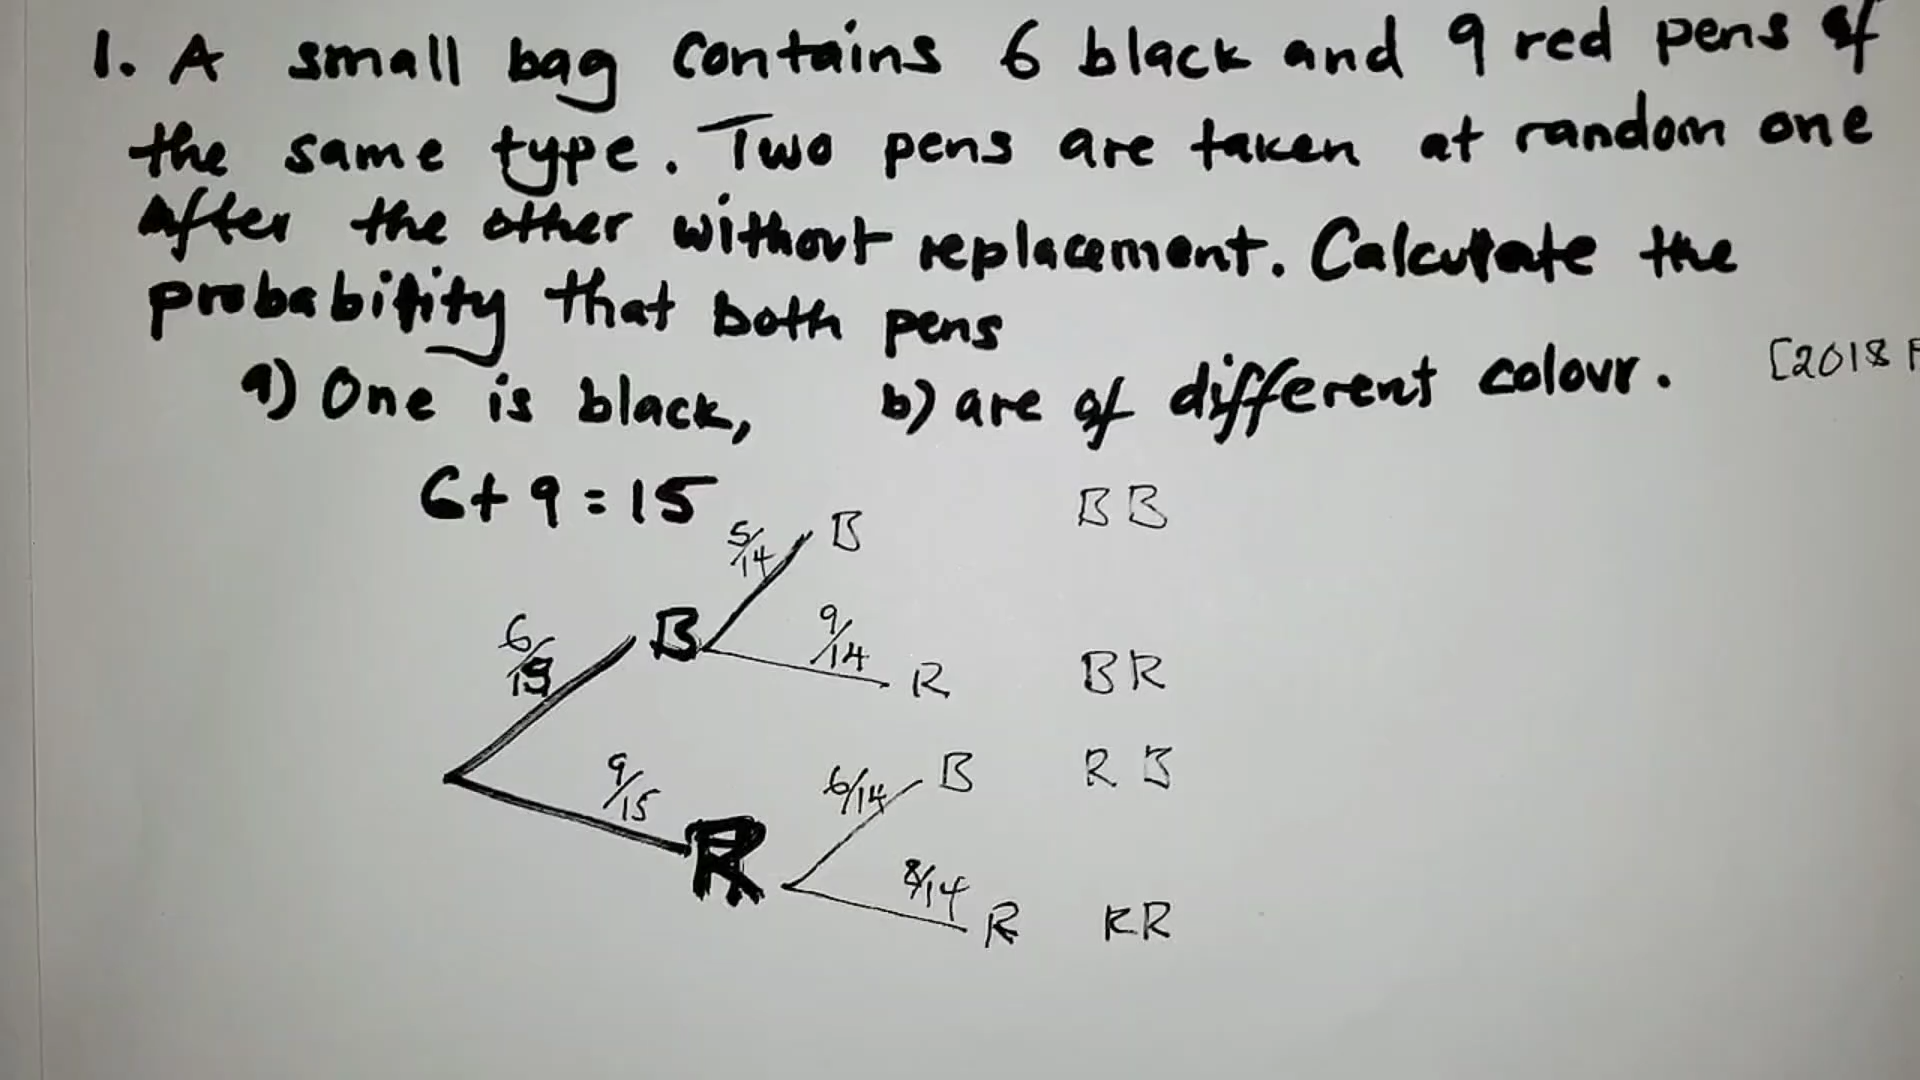 1. A small bag contains 6 black and 9 red pens of
the same type. Two pens are taken at random one
after the other without replacement. Calculate the
probability that both pens
a) One is black, b) are of different colour. [2018
6+9=15
BB
5/14 B
6/15 B 9/14 R BR
9/15 R 6/14 B RB
8/14 R RR